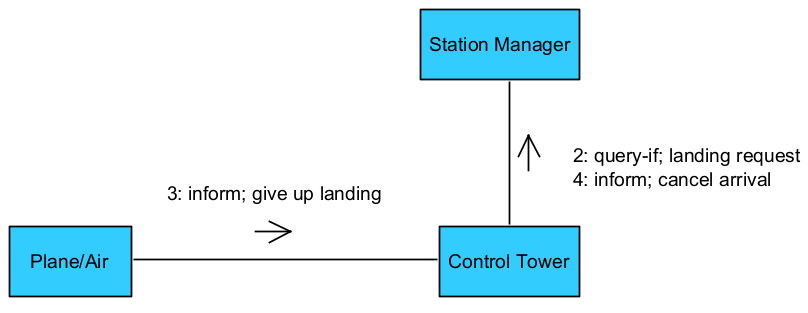 Station Manager
2: query-if; landing request
4: inform; cancel arrival
3: inform; give up landing
Plane/Air
Control Tower